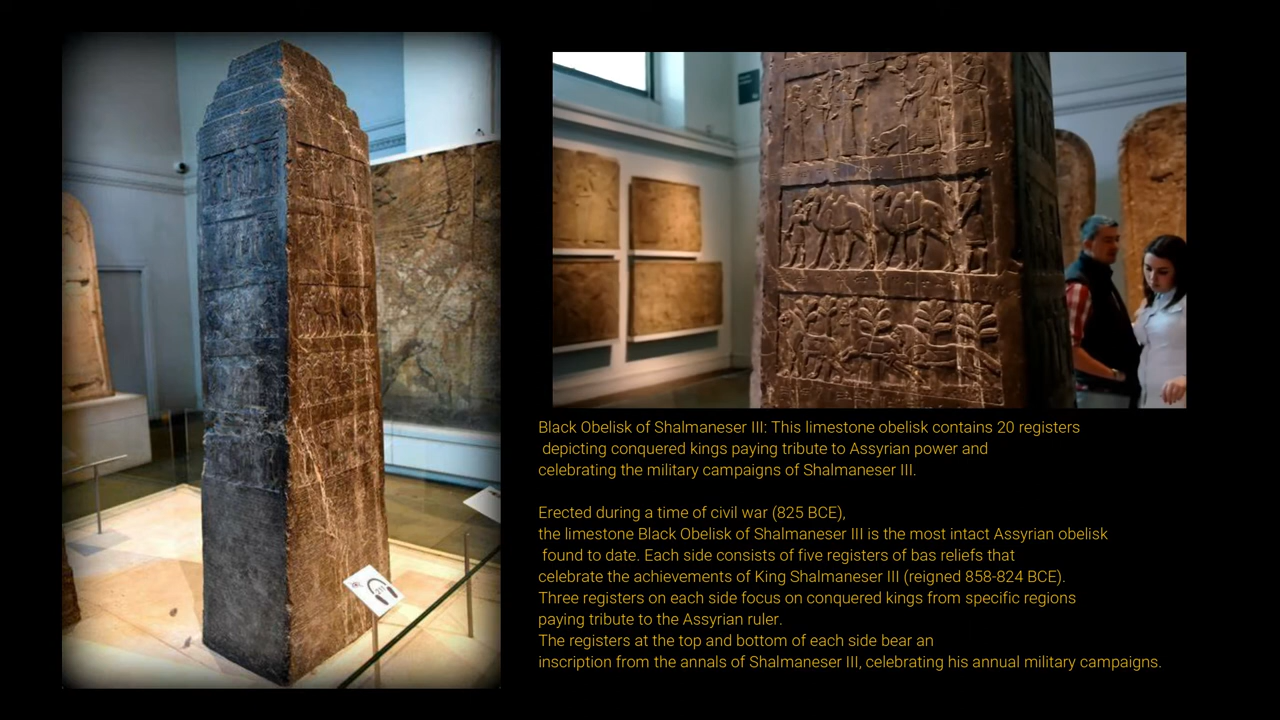 Black Obelisk of Shalmaneser III: This limestone obelisk contains 20 registers
depicting conquered kings paying tribute to Assyrian power and
celebrating the military campaigns of Shalmaneser III.
Erected during a time of civil war (825 BCE),
the limestone Black Obelisk of Shalmaneser III is the most intact Assyrian obelisk
found to date. Each side consists of five registers of bas reliefs that
celebrate the achievements of King Shalmaneser III (reigned 858-824 BCE).
Three registers on each side focus on conquered kings from specific regions
paying tribute to the Assyrian ruler.
The registers at the top and bottom of each side bear an
inscription from the annals of Shalmaneser III, celebrating his annual military campaigns.